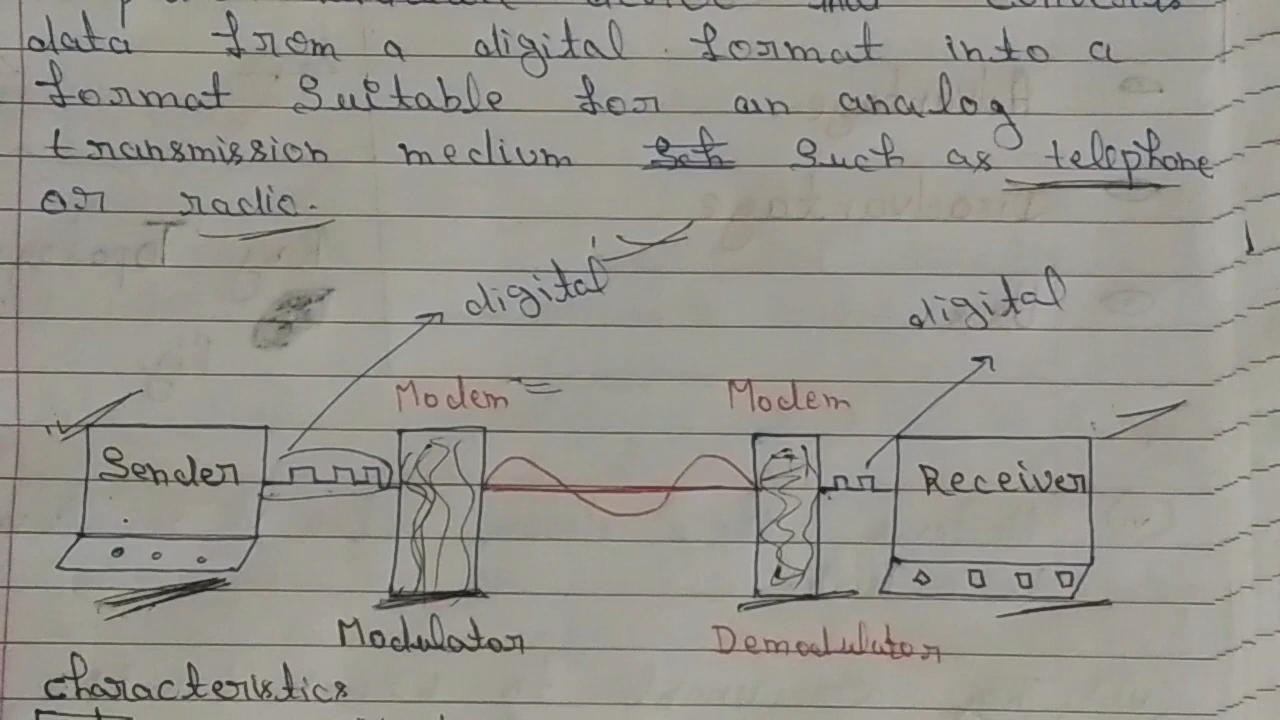 data from a digital format into a
format Suitable for an analog
transmission medium such as telephone
or radio.
digital
digital
Modem
Modem
Sender
Receiver
Modulator
Demodulator
characteristics